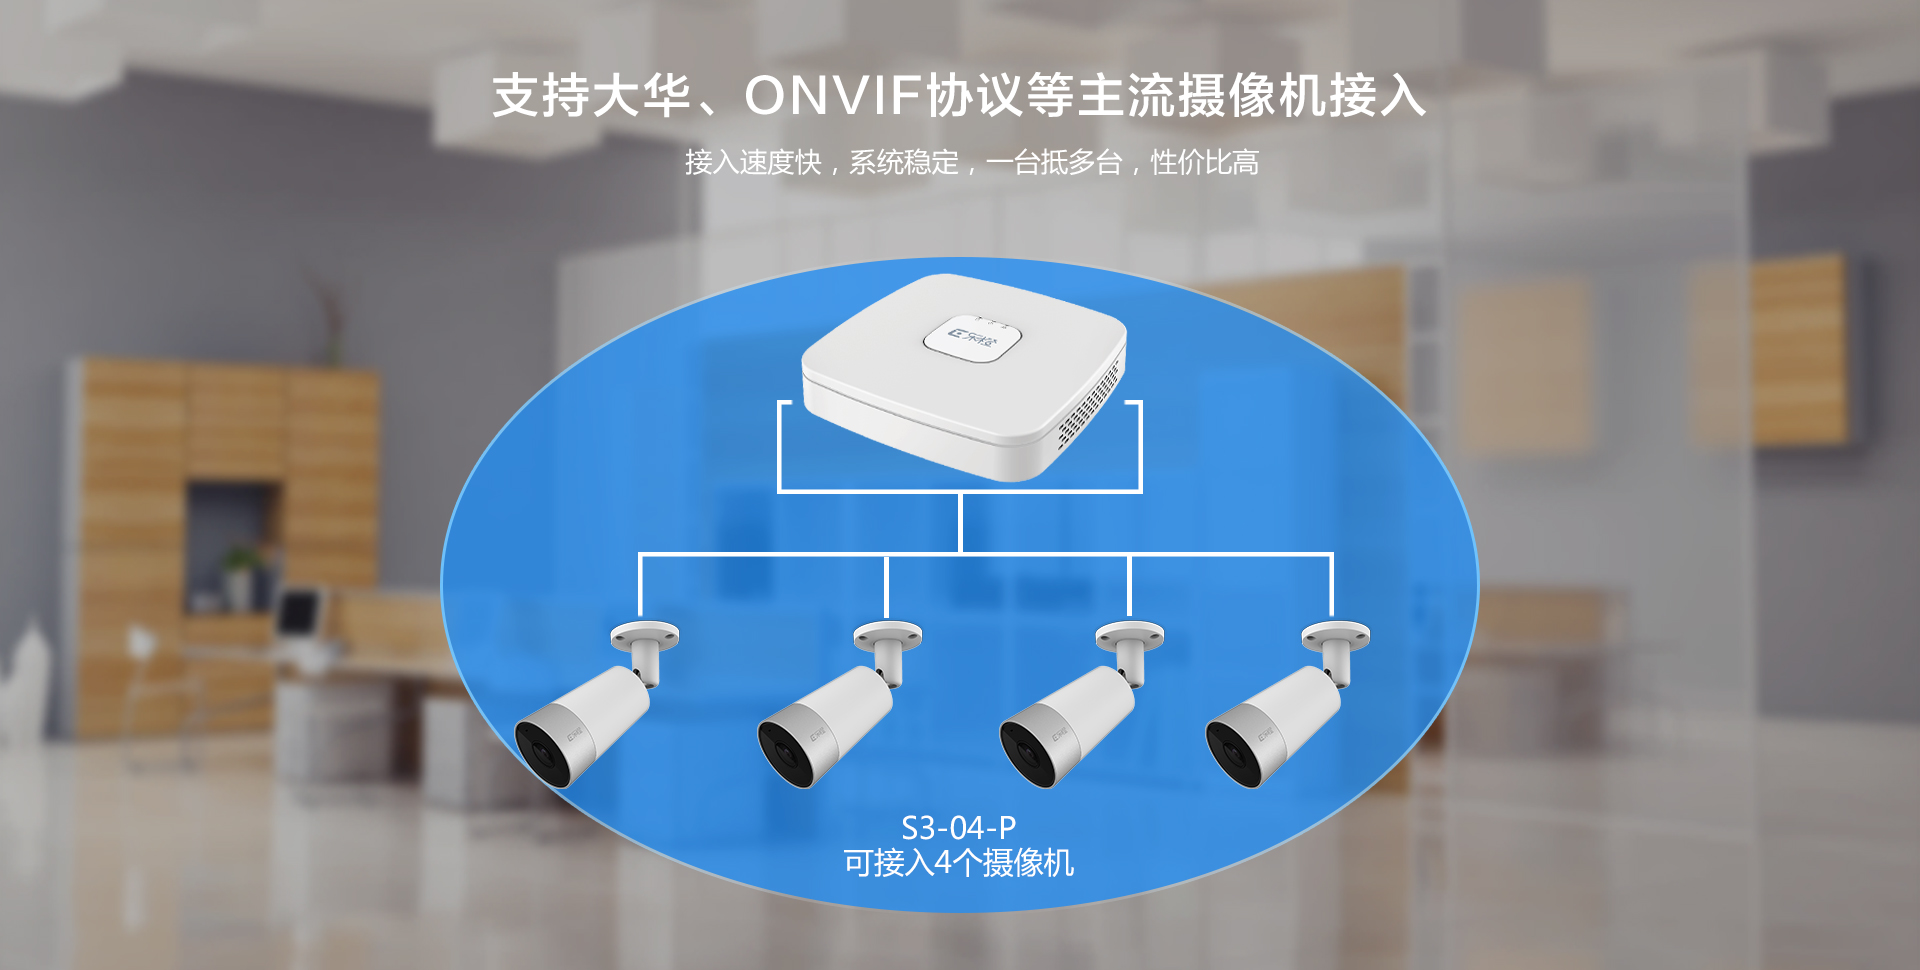 支持大华、ONVIF协议等主流摄像机接入
接入速度快，系统稳定，一台抵多台，性价比高
乐橙
S3-04-P
可接入4个摄像机